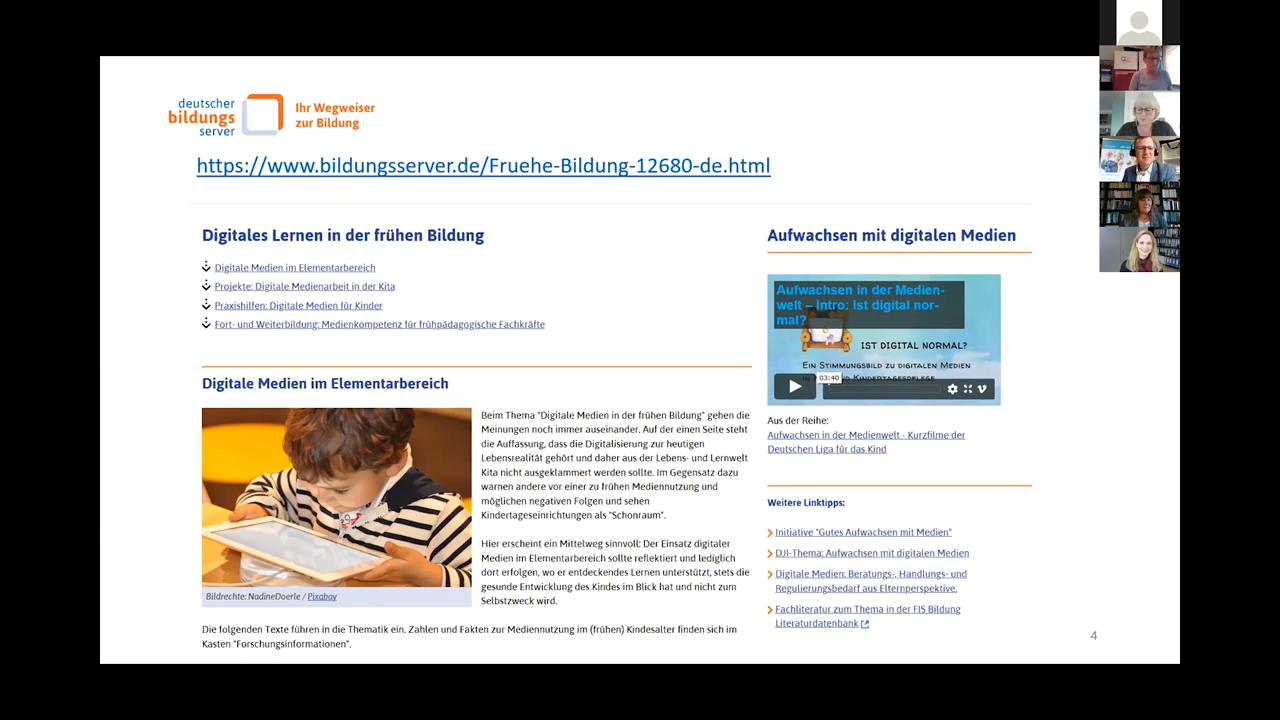 deutscher
bildungs
server
Ihr Wegweiser
zur Bildung
https://www.bildungsserver.de/Fruehe-Bildung-12680-de.html
Digitales Lernen in der frühen Bildung
Digitale Medien im Elementarbereich
Projekte: Digitale Medienarbeit in der Kita
Praxishilfen: Digitale Medien für Kinder
Fort- und Weiterbildung: Medienkompetenz für frühpädagogische Fachkräfte
Digitale Medien im Elementarbereich
Beim Thema "Digitale Medien in der frühen Bildung" gehen die
Meinungen noch immer auseinander. Auf der einen Seite steht
die Auffassung, dass die Digitalisierung zur heutigen
Lebensrealität gehört und daher aus der Lebens- und Lernwelt
Kita nicht ausgeklammert werden sollte. Im Gegensatz dazu
warnen andere vor einer zu frühen Mediennutzung und
möglichen negativen Folgen und sehen
Kindertageseinrichtungen als "Schonraum".
Hier erscheint ein Mittelweg sinnvoll: Der Einsatz digitaler
Medien im Elementarbereich sollte reflektiert und lediglich
dort erfolgen, wo er entdeckendes Lernen unterstützt, stets die
gesunde Entwicklung des Kindes im Blick hat und nicht zum
Selbstzweck wird.
Bildrechte: NadineDoerle / Pixabay
Die folgenden Texte führen in die Thematik ein. Zahlen und Fakten zur Mediennutzung im (frühen) Kindesalter finden sich im
Kasten "Forschungsinformationen".
Aufwachsen mit digitalen Medien
Aufwachsen in der Medien-
welt – Intro: Ist digital nor-
mal?
IST DIGITAL NORMAL?
EIN STIMMUNGSBILD ZU DIGITALEN MEDIEN
KINDERTAGESPFLEGE
03:40
Aus der Reihe:
Aufwachsen in der Medienwelt - Kurzfilme der
Deutschen Liga für das Kind
Weitere Linktipps:
Initiative "Gutes Aufwachsen mit Medien"
DJI-Thema: Aufwachsen mit digitalen Medien
Digitale Medien: Beratungs-, Handlungs- und
Regulierungsbedarf aus Elternperspektive.
Fachliteratur zum Thema in der FIS Bildung
Literaturdatenbank
4